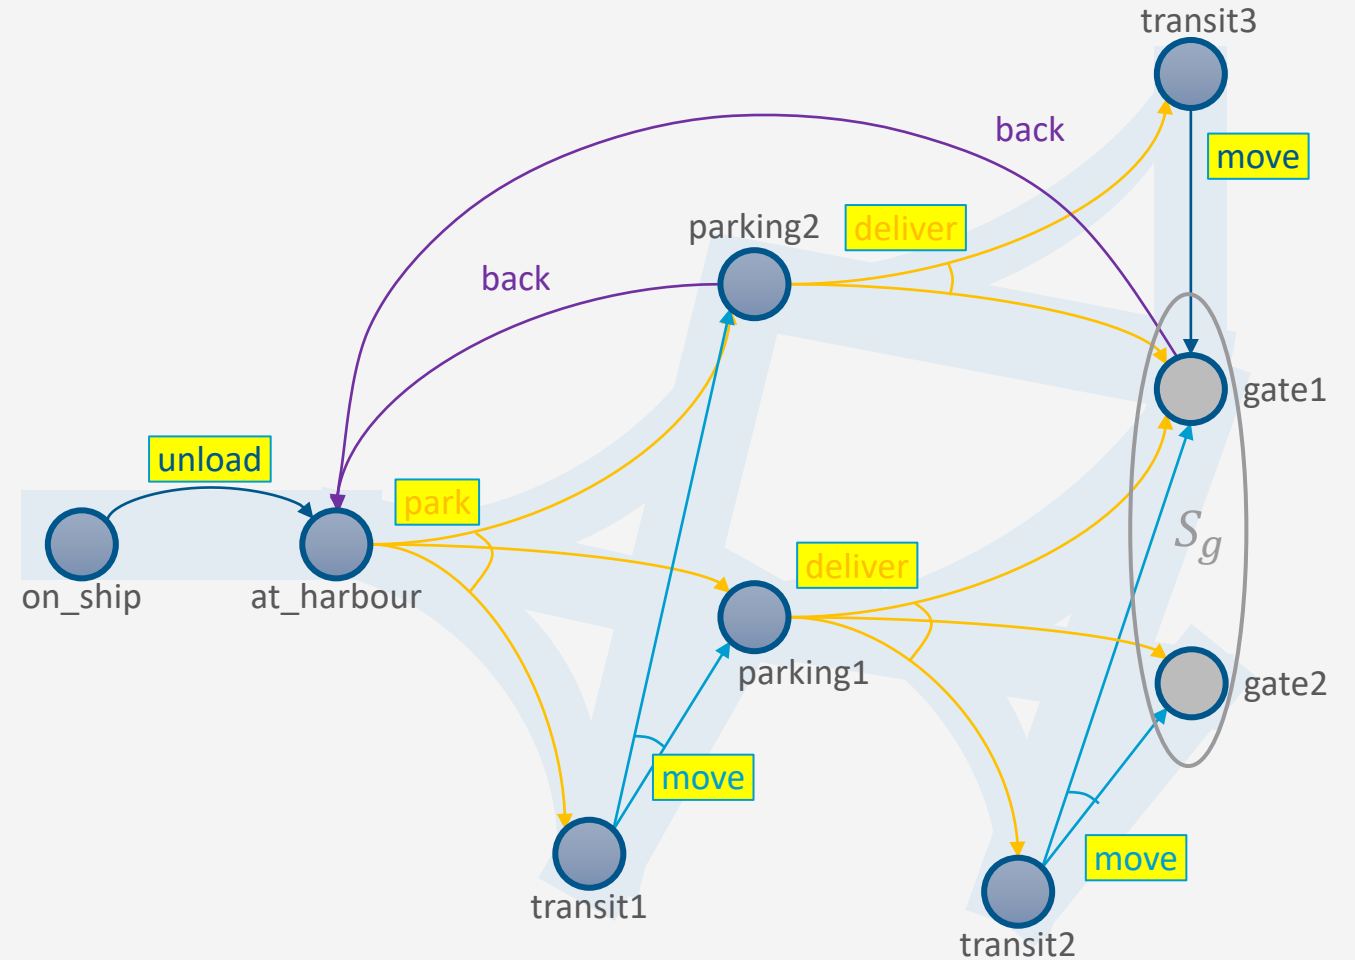 transit3
back
move
parking2
deliver
back
gate1
unload
park
S_g
deliver
on_ship
at_harbour
parking1
gate2
move
move
transit1
transit2